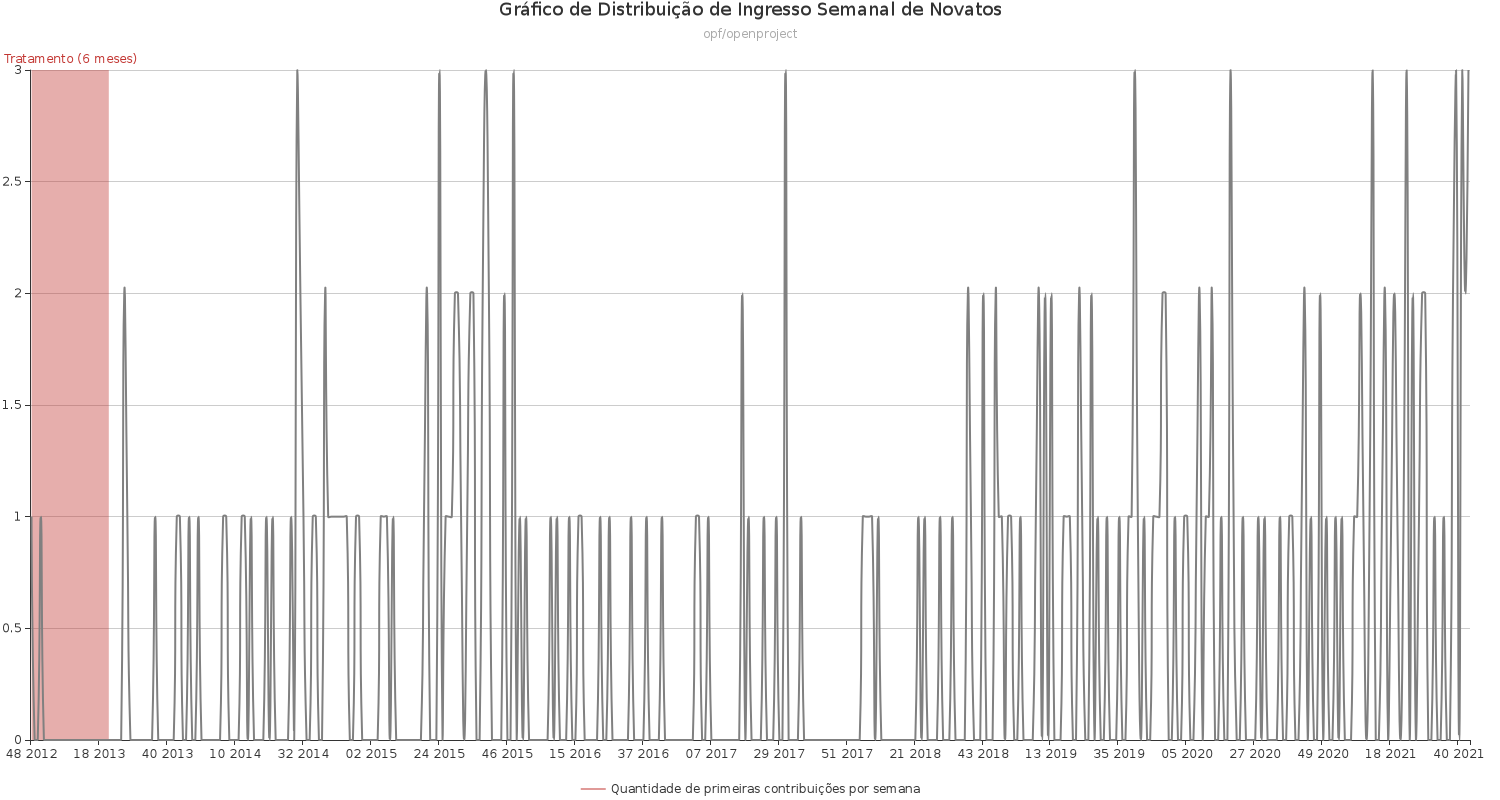 Gráfico de Distribuição de Ingresso Semanal de Novatos
opf/openproject
Tratamento (6 meses)
3
2.5
2
1.5
1
0.5
0
48 2012 18 2013 40 2013 10 2014 32 2014 02 2015 24 2015 46 2015 15 2016 37 2016 07 2017 29 2017 51 2017 21 2018 43 2018 13 2019 35 2019 05 2020 27 2020 49 2020 18 2021 40 2021
Quantidade de primeiras contribuições por semana